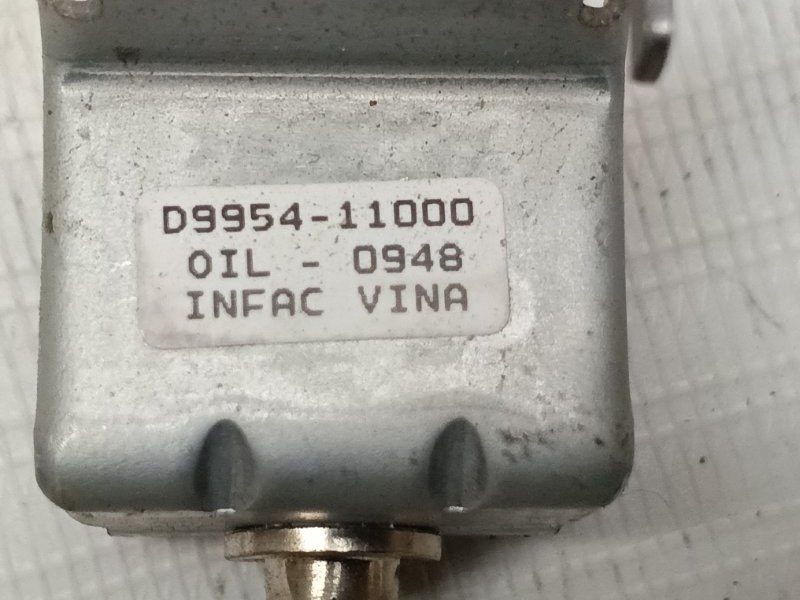 D9954-11000
OIL - 0948
INFAC VINA